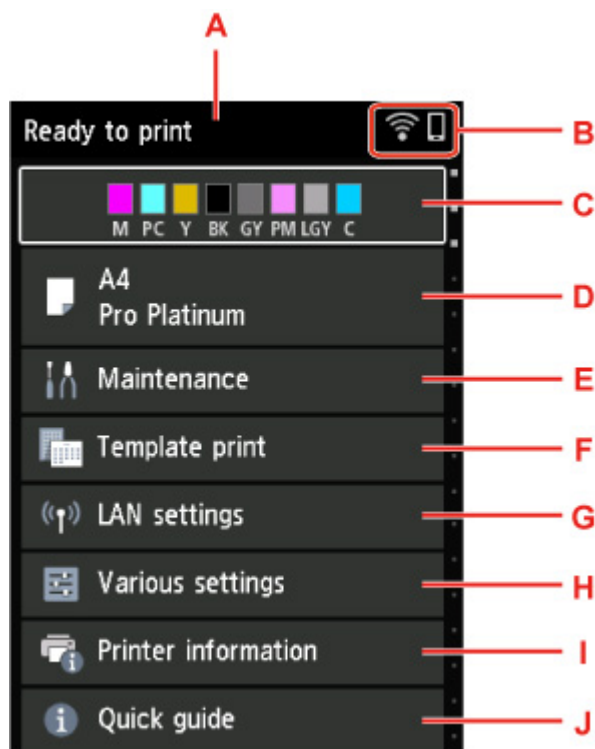 A
Ready to print
B
M PC Y BK GY PM LGY C
C
A4
Pro Platinum
D
Maintenance
E
Template print
F
LAN settings
G
Various settings
H
Printer information
I
Quick guide
J